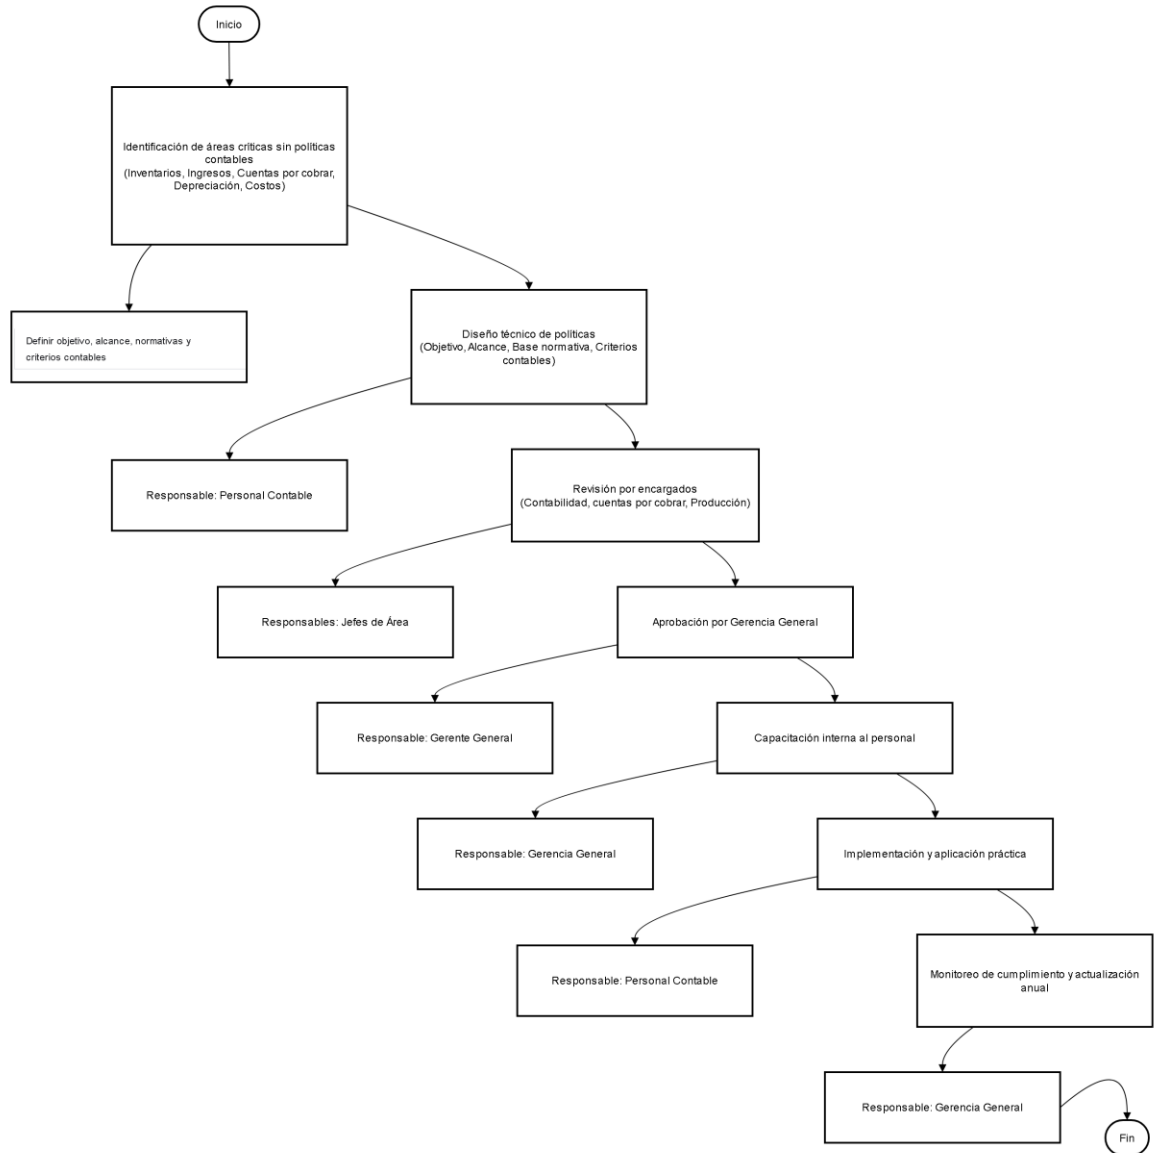 Inicio
Identificación de áreas críticas sin políticas
contables
(Inventarios, Ingresos, Cuentas por cobrar,
Depreciación, Costos)
Definir objetivo, alcance, normativas y
criterios contables
Diseño técnico de políticas
(Objetivo, Alcance, Base normativa, Criterios
contables)
Responsable: Personal Contable
Revisión por encargados
(Contabilidad, cuentas por cobrar, Producción)
Responsables: Jefes de Área
Aprobación por Gerencia General
Responsable: Gerente General
Capacitación interna al personal
Responsable: Gerencia General
Implementación y aplicación práctica
Responsable: Personal Contable
Monitoreo de cumplimiento y actualización
anual
Responsable: Gerencia General
Fin